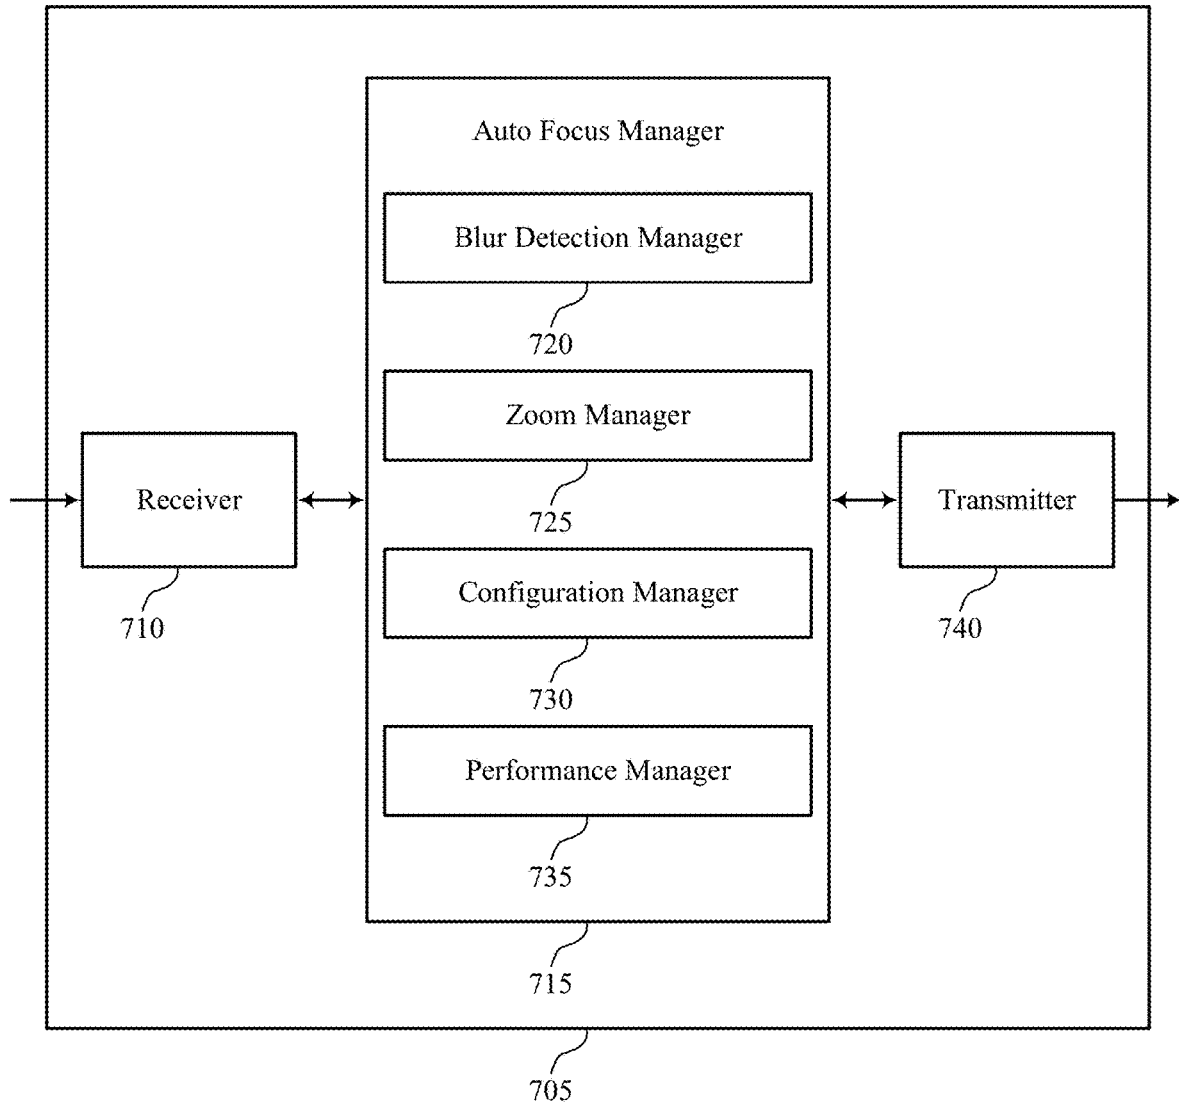 Auto Focus Manager
Blur Detection Manager
720
Zoom Manager
725
Receiver
710
Transmitter
740
Configuration Manager
730
Performance Manager
735
715
705